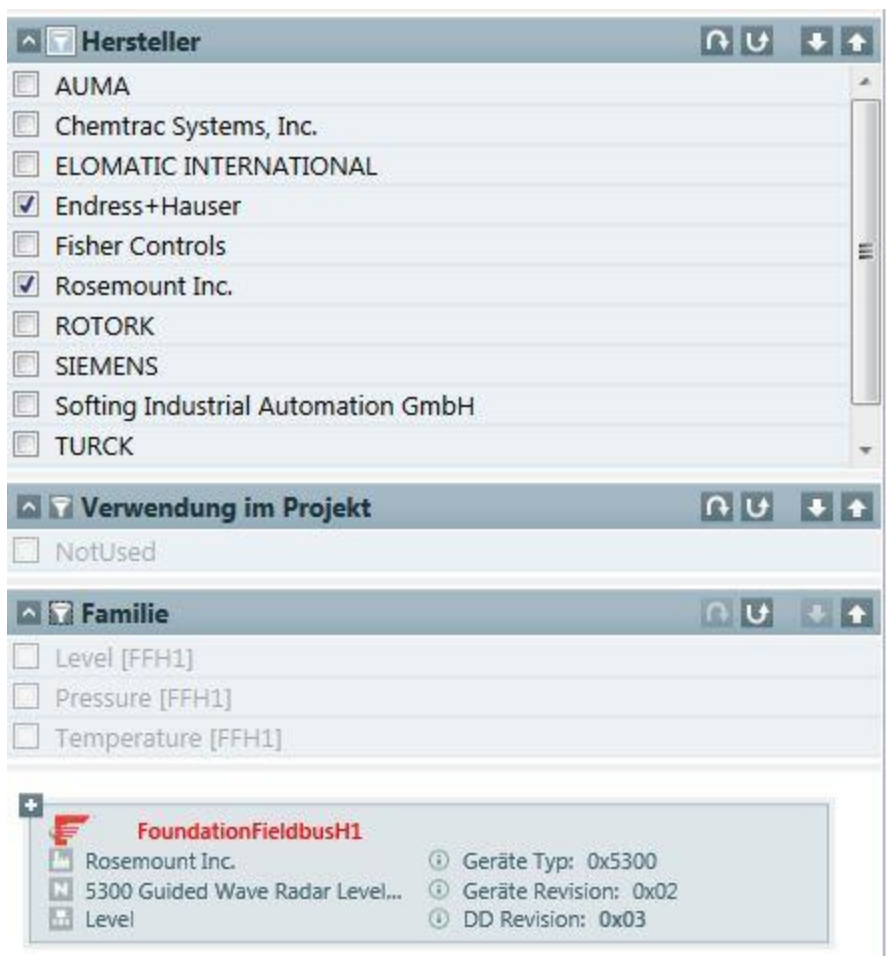 Hersteller
AUMA
Chemtrac Systems, Inc.
ELOMATIC INTERNATIONAL
Endress+Hauser
Fisher Controls
Rosemount Inc.
ROTORK
SIEMENS
Softing Industrial Automation GmbH
TURCK
Verwendung im Projekt
NotUsed
Familie
Level [FFH1]
Pressure [FFH1]
Temperature [FFH1]
FoundationFieldbusH1
Rosemount Inc. Geräte Typ: 0x5300
5300 Guided Wave Radar Level... Geräte Revision: 0x02
Level DD Revision: 0x03